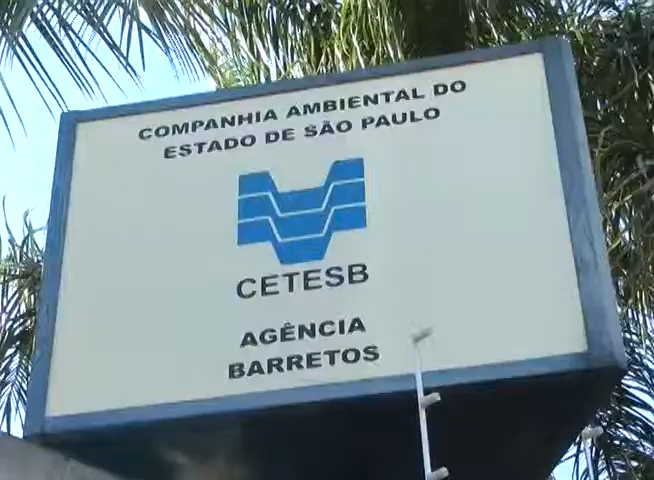 COMPANHIA AMBIENTAL DO
ESTADO DE SÃO PAULO
CETESB
AGÊNCIA
BARRETOS